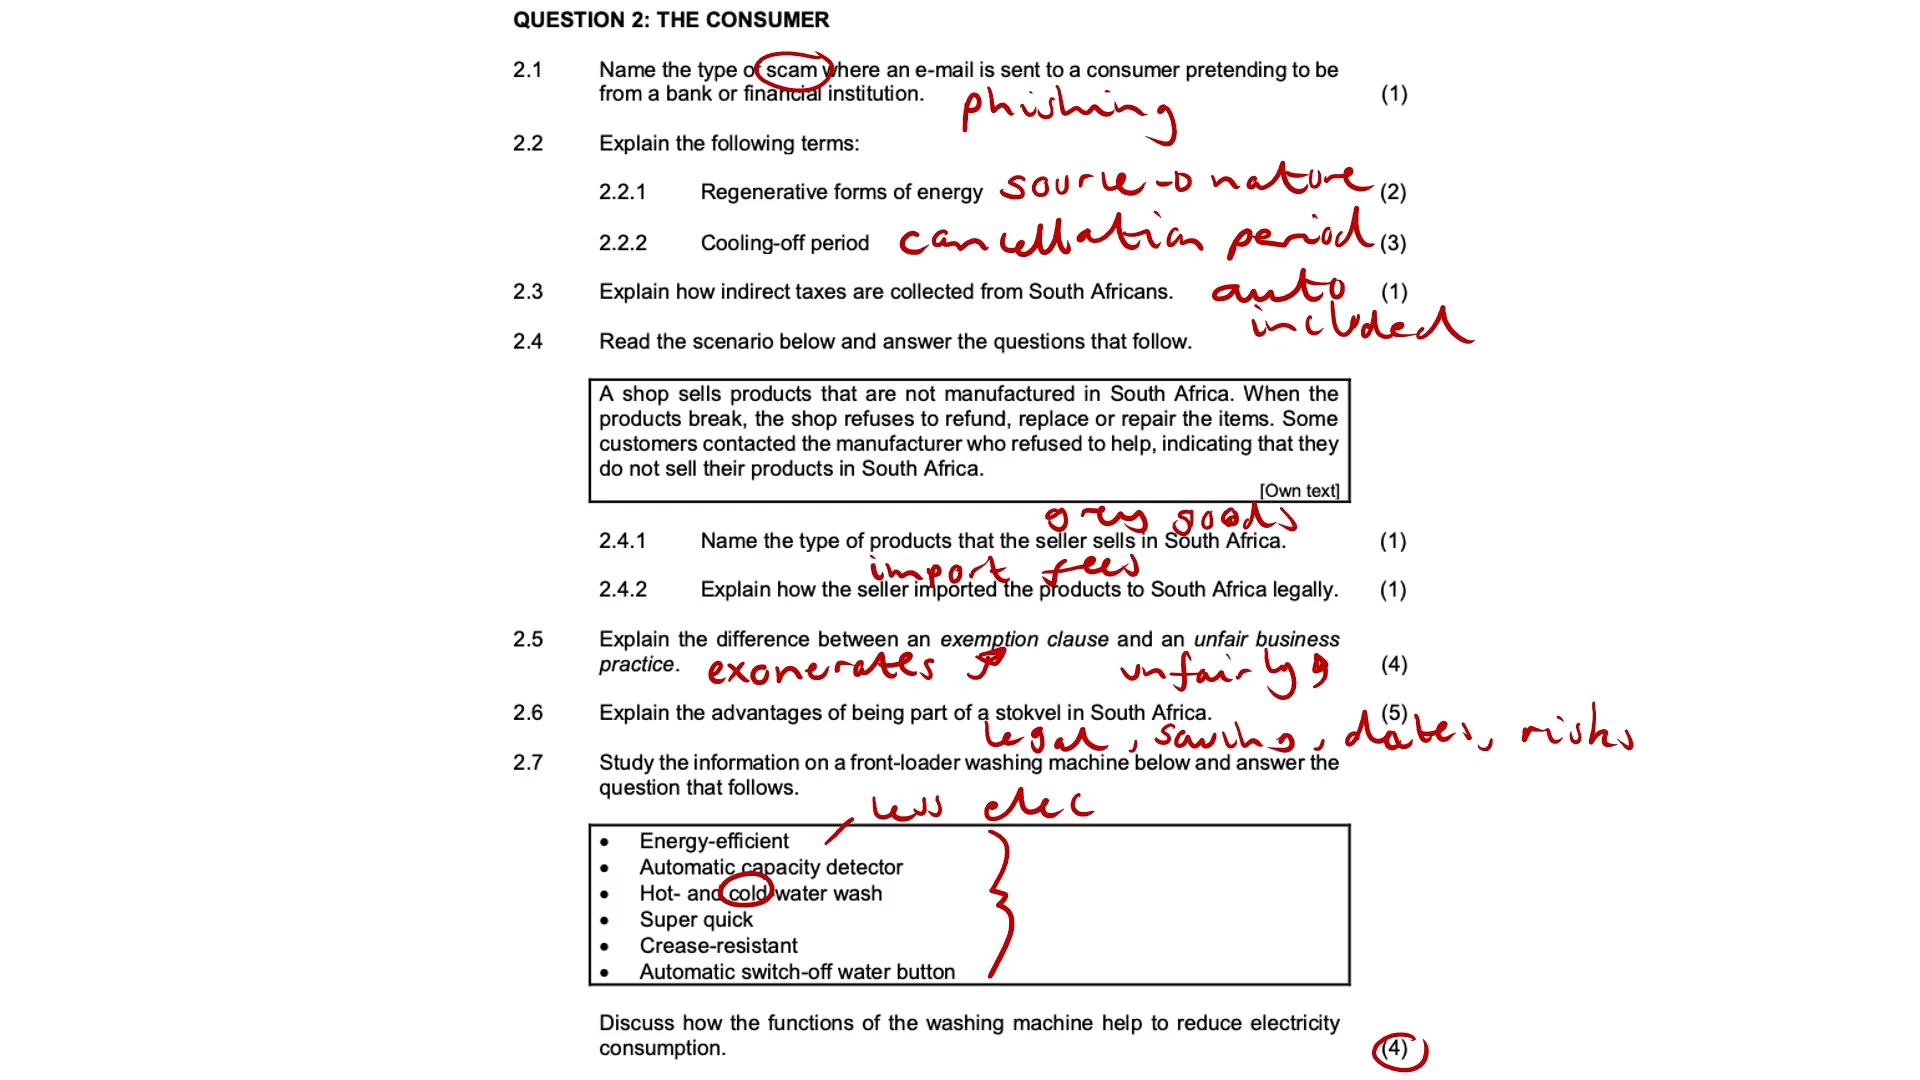 QUESTION 2: THE CONSUMER
2.1 Name the type of scam where an e-mail is sent to a consumer pretending to be
from a bank or financial institution. (1)
phishing
2.2 Explain the following terms:
2.2.1 Regenerative forms of energy source → nature (2)
2.2.2 Cooling-off period cancellation period (3)
2.3 Explain how indirect taxes are collected from South Africans. auto (1)
included
2.4 Read the scenario below and answer the questions that follow.
A shop sells products that are not manufactured in South Africa. When the
products break, the shop refuses to refund, replace or repair the items. Some
customers contacted the manufacturer who refused to help, indicating that they
do not sell their products in South Africa.
[Own text]
grey goods
2.4.1 Name the type of products that the seller sells in South Africa. (1)
import fees
2.4.2 Explain how the seller imported the products to South Africa legally. (1)
2.5 Explain the difference between an exemption clause and an unfair business
practice. exonerates unfairly (4)
2.6 Explain the advantages of being part of a stokvel in South Africa. (5)
legal, saving, dates, risks
2.7 Study the information on a front-loader washing machine below and answer the
question that follows.
less elec
• Energy-efficient
• Automatic capacity detector
• Hot- and cold water wash
• Super quick
• Crease-resistant
• Automatic switch-off water button
Discuss how the functions of the washing machine help to reduce electricity
consumption. (4)